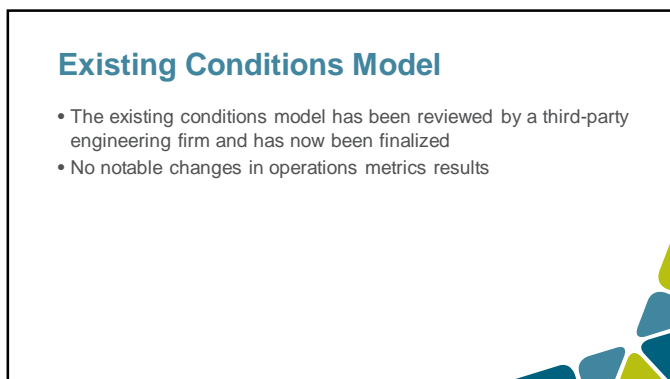 Existing Conditions Model
• The existing conditions model has been reviewed by a third-party
engineering firm and has now been finalized
• No notable changes in operations metrics results